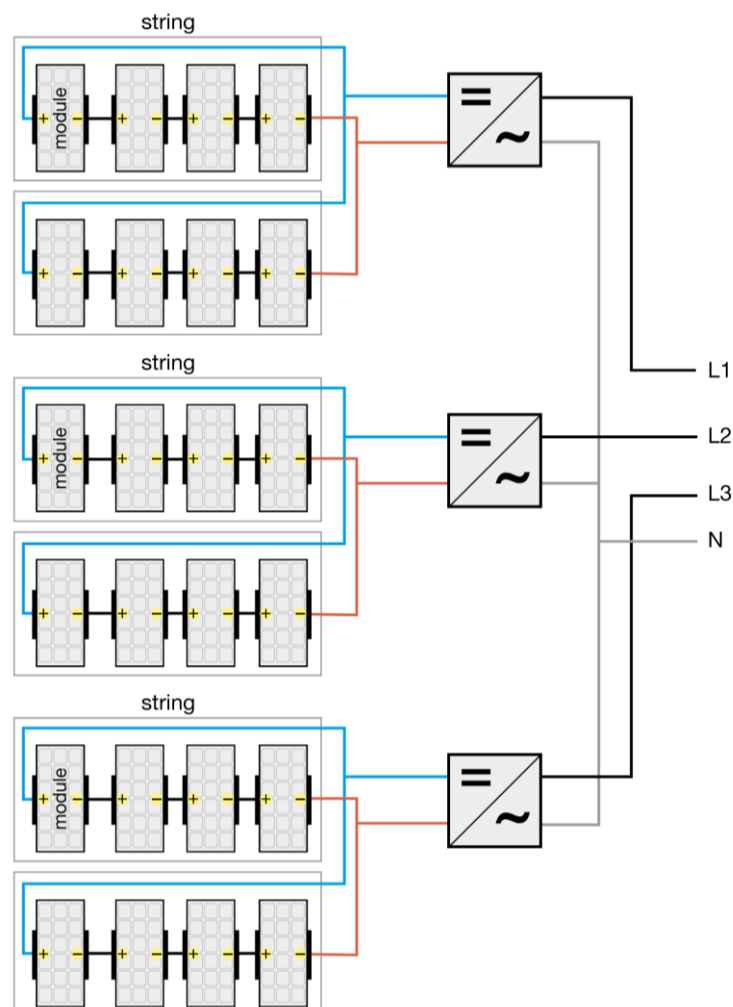 string
module
+ − + − + − + −
+ − + − + − + −
= ~
string
module
+ − + − + − + −
+ − + − + − + −
= ~
string
module
+ − + − + − + −
+ − + − + − + −
= ~
L1
L2
L3
N